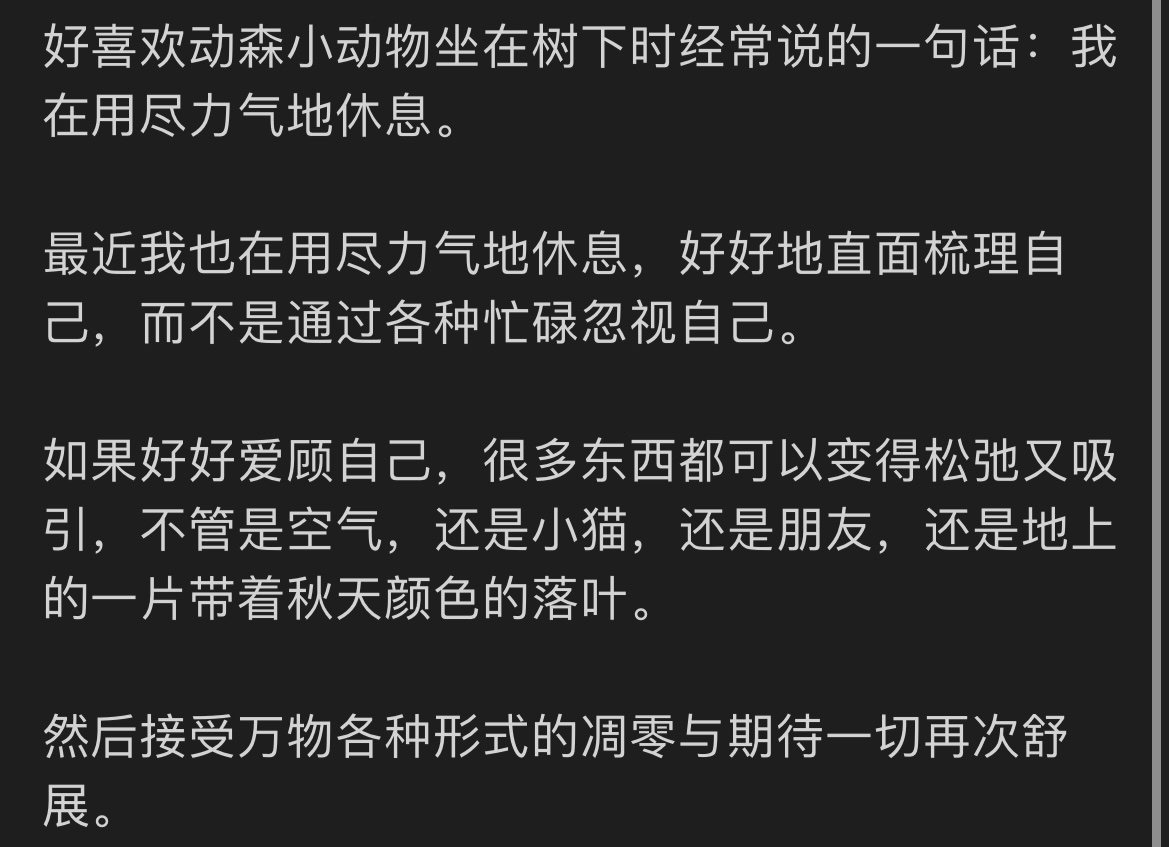 好喜欢动森小动物坐在树下时经常说的一句话：我
在用尽力气地休息。
最近我也在用尽力气地休息，好好地直面梳理自
己，而不是通过各种忙碌忽视自己。
如果好好爱顾自己，很多东西都可以变得松弛又吸
引，不管是空气，还是小猫，还是朋友，还是地上
的一片带着秋天颜色的落叶。
然后接受万物各种形式的凋零与期待一切再次舒
展。